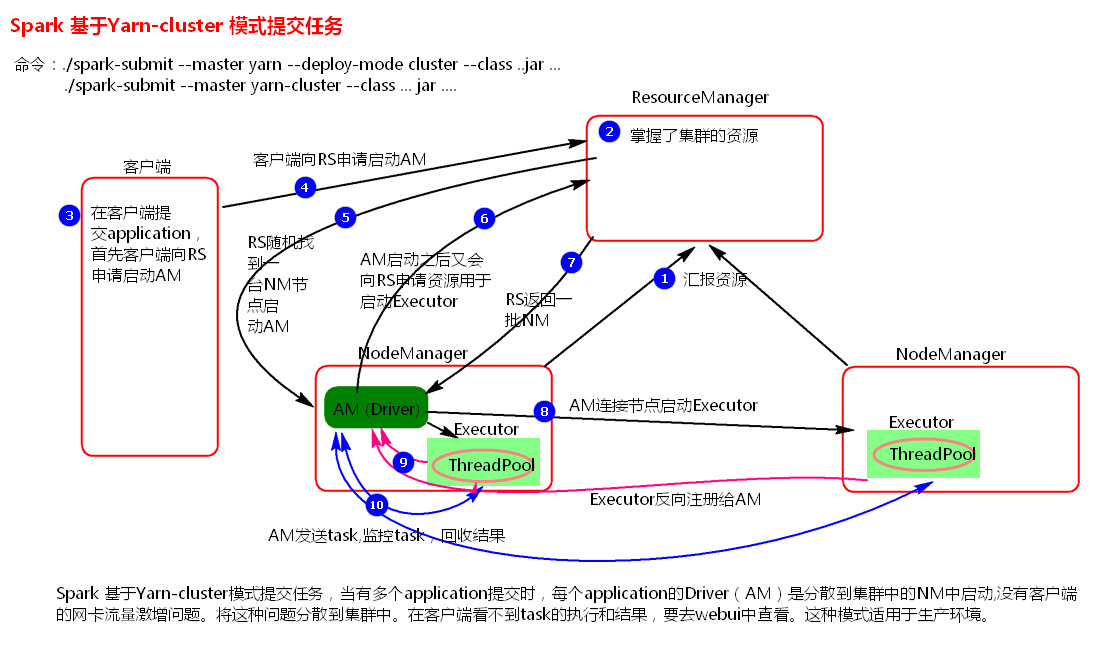 Spark 基于Yarn-cluster 模式提交任务
命令：./spark-submit --master yarn --deploy-mode cluster --class ..jar ...
./spark-submit --master yarn-cluster --class ... jar ....
ResourceManager
2 掌握了集群的资源
客户端
客户端向RS申请启动AM
4
3
在客户端提
交application，
首先客户端向RS
申请启动AM
5
6
RS随机找
到一
台NM节
点启
动AM
AM启动之后又会
向RS申请资源用于
启动Executor
7
RS返回一
批NM
1 汇报资源
NodeManager
NodeManager
AM (Driver)
8
AM连接节点启动Executor
Executor
ThreadPool
Executor
ThreadPool
9
Executor反向注册给AM
10
AM发送task,监控task，回收结果
Spark 基于Yarn-cluster模式提交任务，当有多个application提交时，每个application的Driver（AM）是分散到集群中的NM中启动,没有客户端
的网卡流量激增问题。将这种问题分散到集群中。在客户端看不到task的执行和结果，要去webui中查看。这种模式适用于生产环境。